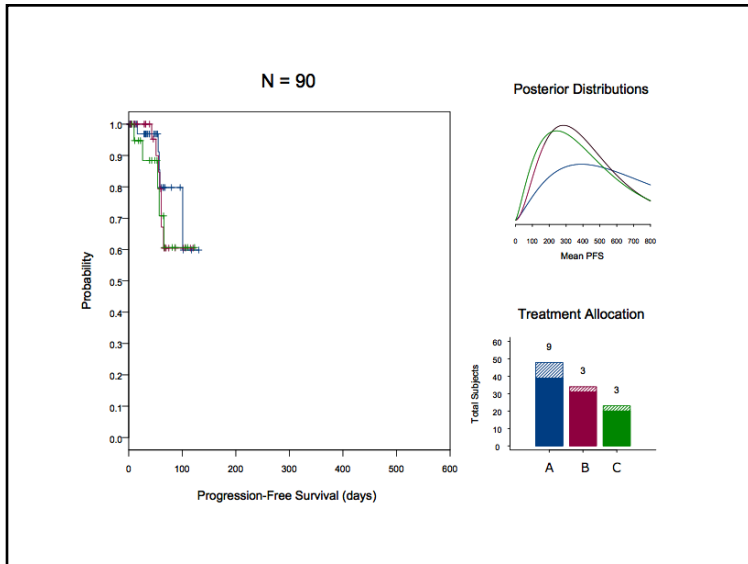 N = 90
Probability
1.0
0.9
0.8
0.7
0.6
0.5
0.4
0.3
0.2
0.1
0.0
0 100 200 300 400 500 600
Progression-Free Survival (days)
Posterior Distributions
0 100 200 300 400 500 600 700 800
Mean PFS
Treatment Allocation
Total Subjects
60
50
40
30
20
10
0
9 3 3
A B C